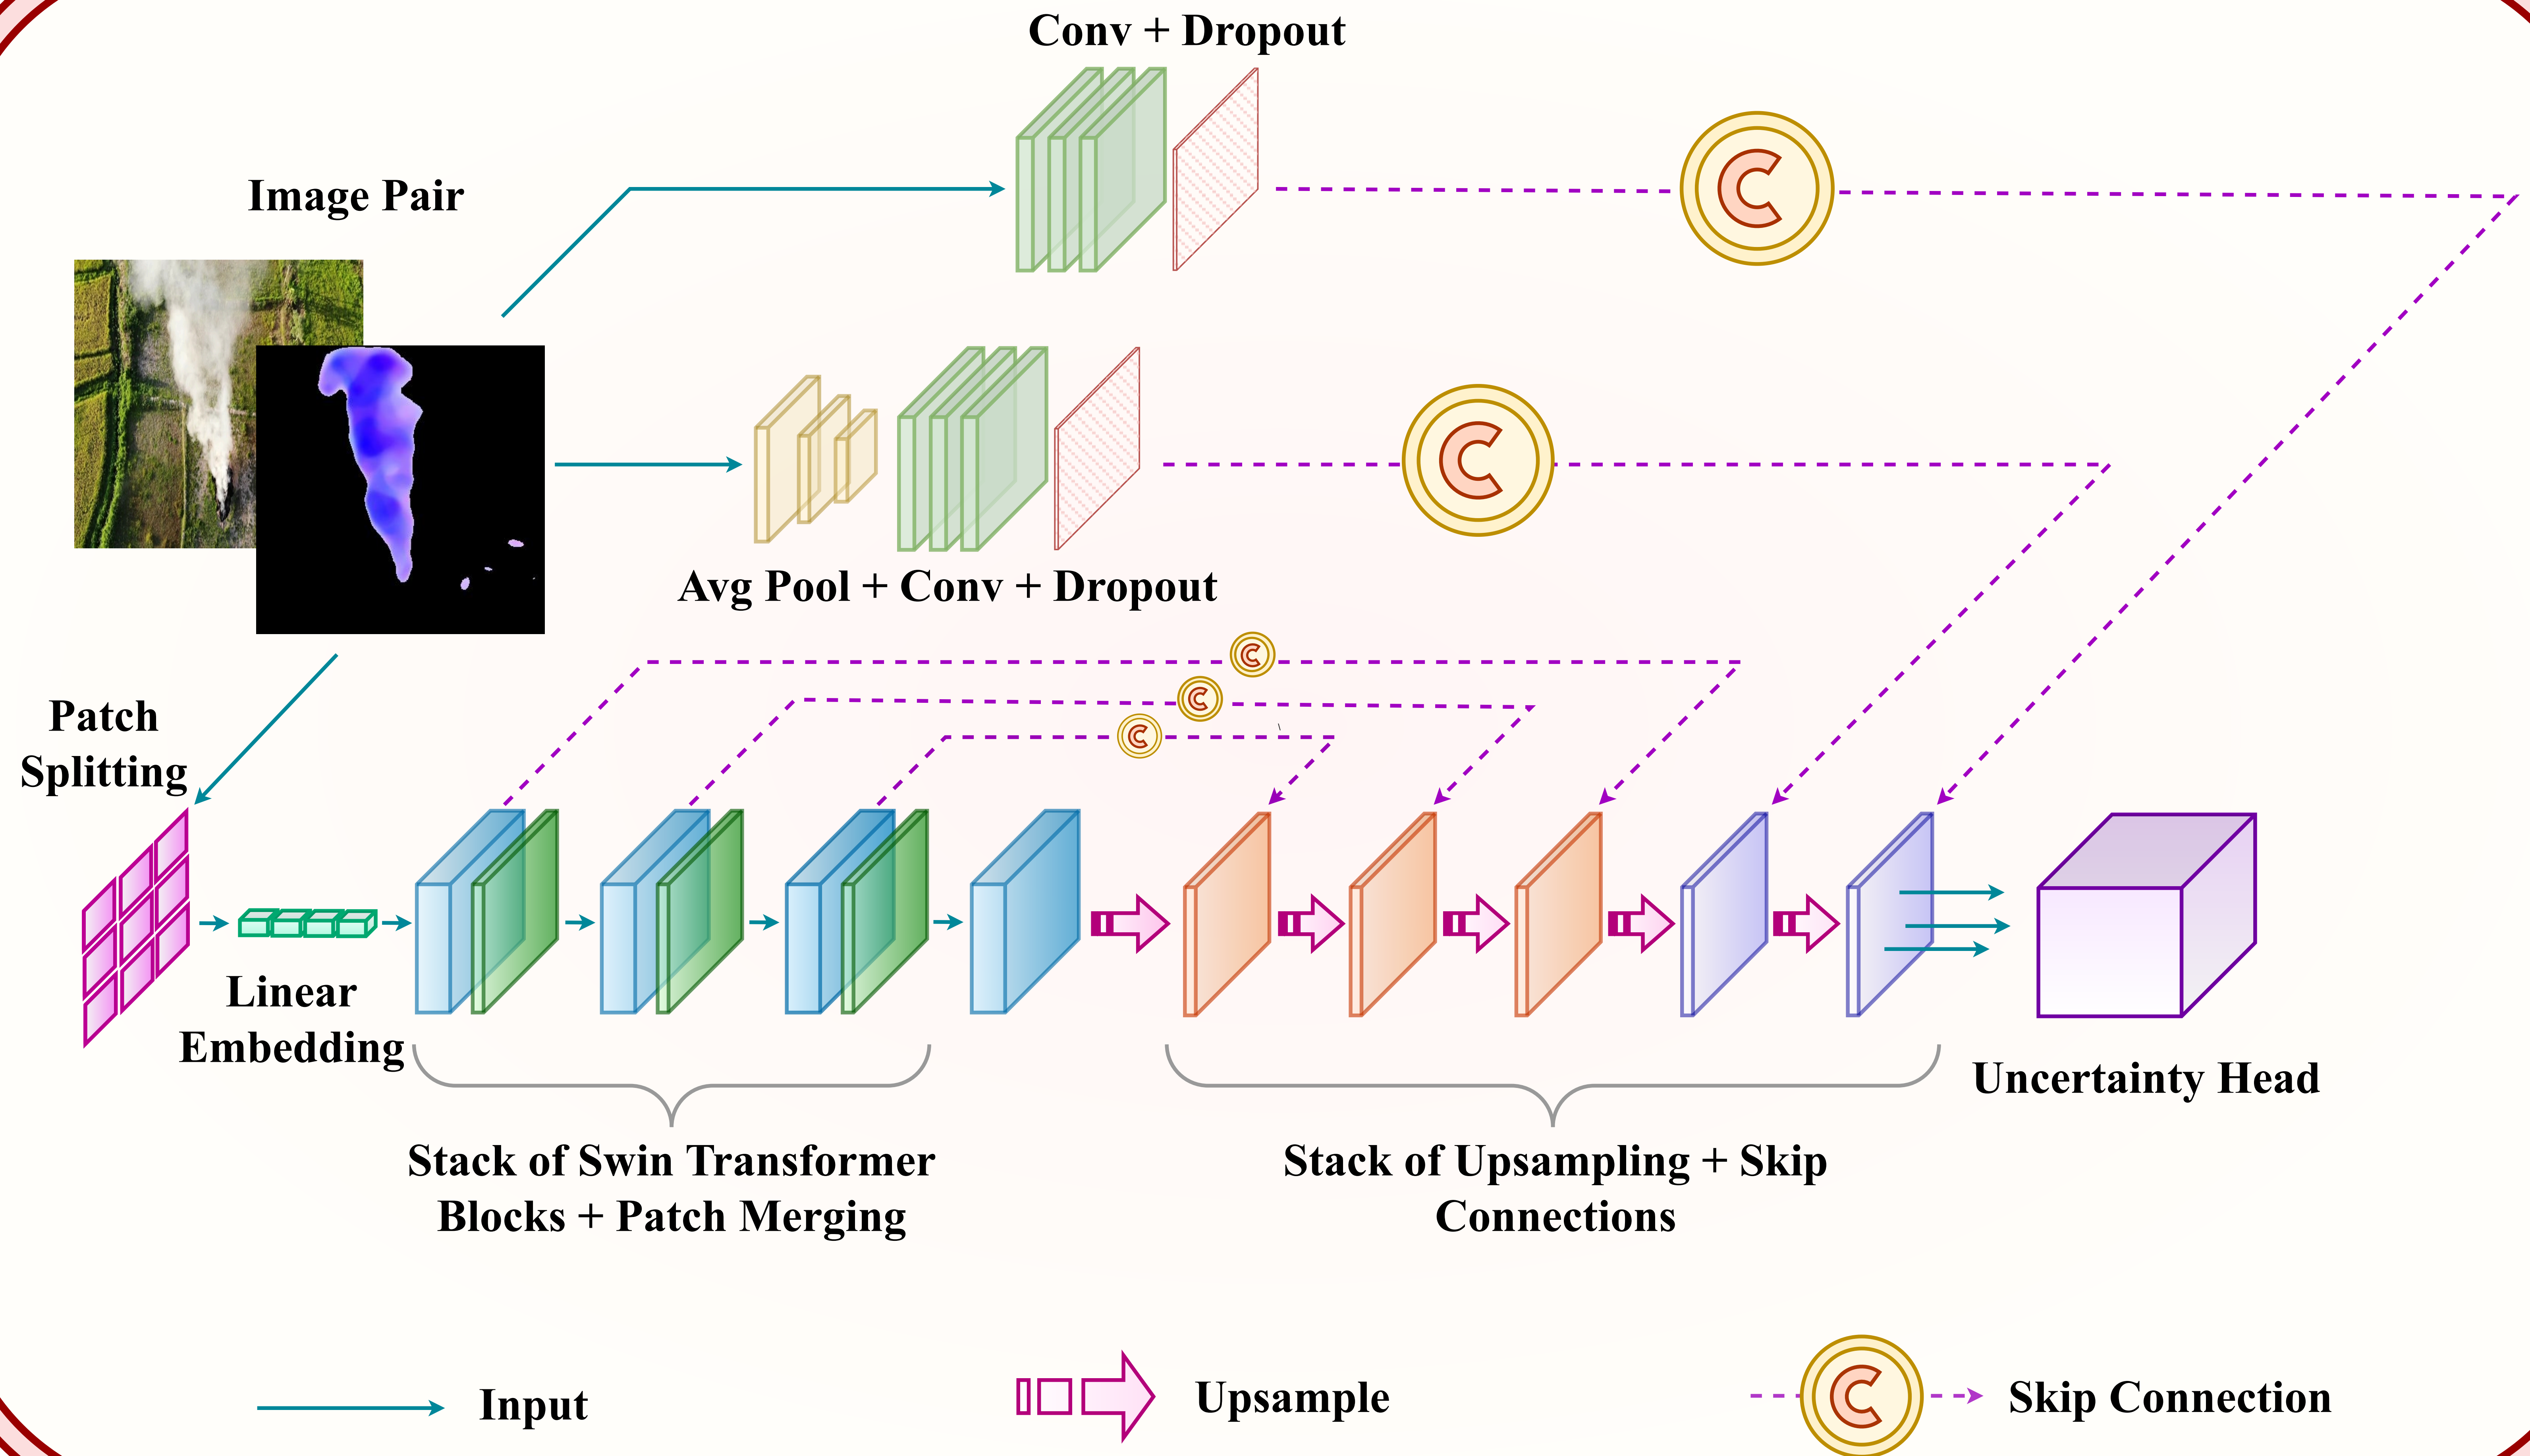 Conv + Dropout
Image Pair
Avg Pool + Conv + Dropout
Patch
Splitting
Linear
Embedding
Uncertainty Head
Stack of Swin Transformer
Blocks + Patch Merging
Stack of Upsampling + Skip
Connections
C
C
C
C
C
Input
Upsample
C
Skip Connection